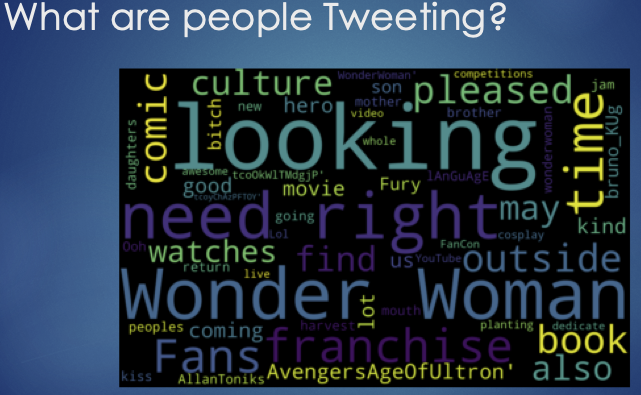 What are people Tweeting?
WonderWoman'
competitions
culture
son
pleased
jam
comic
bitch
new
hero
mother
video
brother
time
looking
whole
daughters
awesome
tcoOkWlTMdgjP'
lAnGuAgE
wonderwoman
bruno_KUg
good
tcoyChAzPFTOY'
movie
Fury
need
right
going
may
kind
Lol
cosplay
Ooh
watches
find
us
FanCon
YouTube
outside
return
live
Wonder
Woman
lot
mouth
peoples
coming
harvest
planting
dedicate
Fans
franchise
book
kiss
AllanToniks
AvengersAgeOfUltron'
also